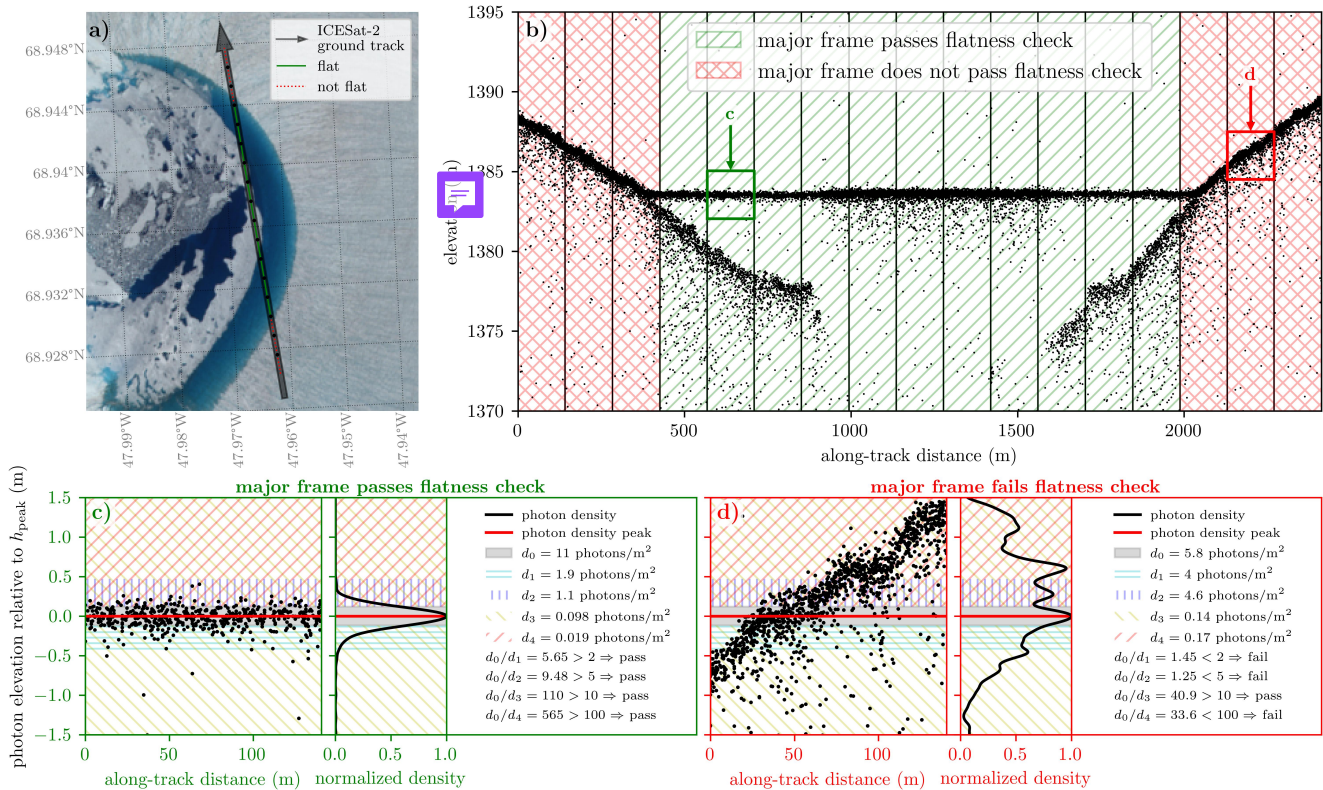 a)
ICESat-2
ground track
flat
not flat
68.948°N
68.944°N
68.94°N
68.936°N
68.932°N
68.928°N
47.99°W
47.98°W
47.97°W
47.96°W
47.95°W
47.94°W
b)
major frame passes flatness check
major frame does not pass flatness check
c
d
1395
1390
1385
1380
1375
1370
0
500
1000
1500
2000
along-track distance (m)
photon elevation relative to h_peak (m)
major frame passes flatness check
c)
1.5
1.0
0.5
0.0
−0.5
−1.0
−1.5
0
50
100
along-track distance (m)
0.0
0.5
1.0
normalized density
photon density
photon density peak
d₀ = 11 photons/m²
d₁ = 1.9 photons/m²
d₂ = 1.1 photons/m²
d₃ = 0.098 photons/m²
d₄ = 0.019 photons/m²
d₀/d₁ = 5.65 > 2 ⇒ pass
d₀/d₂ = 9.48 > 5 ⇒ pass
d₀/d₃ = 110 > 10 ⇒ pass
d₀/d₄ = 565 > 100 ⇒ pass
major frame fails flatness check
d)
0
50
100
along-track distance (m)
0.0
0.5
1.0
normalized density
photon density
photon density peak
d₀ = 5.8 photons/m²
d₁ = 4 photons/m²
d₂ = 4.6 photons/m²
d₃ = 0.14 photons/m²
d₄ = 0.17 photons/m²
d₀/d₁ = 1.45 < 2 ⇒ fail
d₀/d₂ = 1.25 < 5 ⇒ fail
d₀/d₃ = 40.9 > 10 ⇒ pass
d₀/d₄ = 33.6 < 100 ⇒ fail